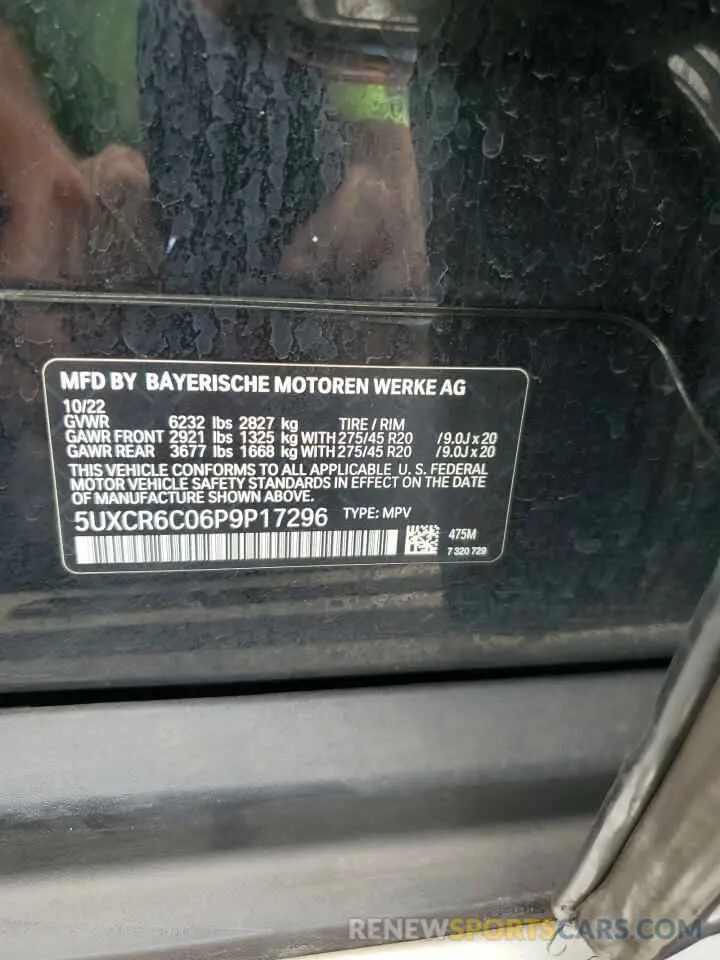 MFD BY BAYERISCHE MOTOREN WERKE AG
10/22
GVWR 6232 lbs 2827 kg TIRE / RIM
GAWR FRONT 2921 lbs 1325 kg WITH 275/45 R20 /9.0J x 20
GAWR REAR 3677 lbs 1668 kg WITH 275/45 R20 /9.0J x 20
THIS VEHICLE CONFORMS TO ALL APPLICABLE U. S. FEDERAL
MOTOR VEHICLE SAFETY STANDARDS IN EFFECT ON THE DATE
OF MANUFACTURE SHOWN ABOVE.
5UXCR6C06P9P17296 TYPE: MPV
475M
7 320 729
RENEWSPORTSCARS.COM